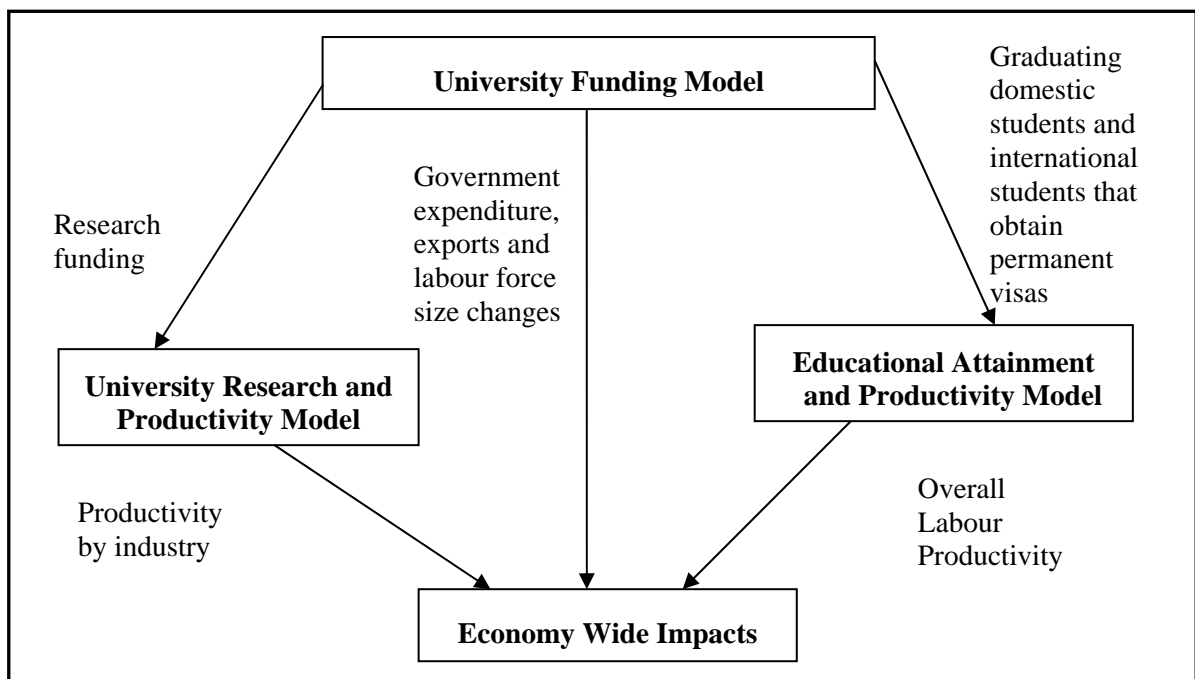 University Funding Model
Graduating
domestic
students and
international
students that
obtain
permanent
visas
Government
expenditure,
exports and
labour force
size changes
Research
funding
University Research and
Productivity Model
Educational Attainment
and Productivity Model
Productivity
by industry
Overall
Labour
Productivity
Economy Wide Impacts